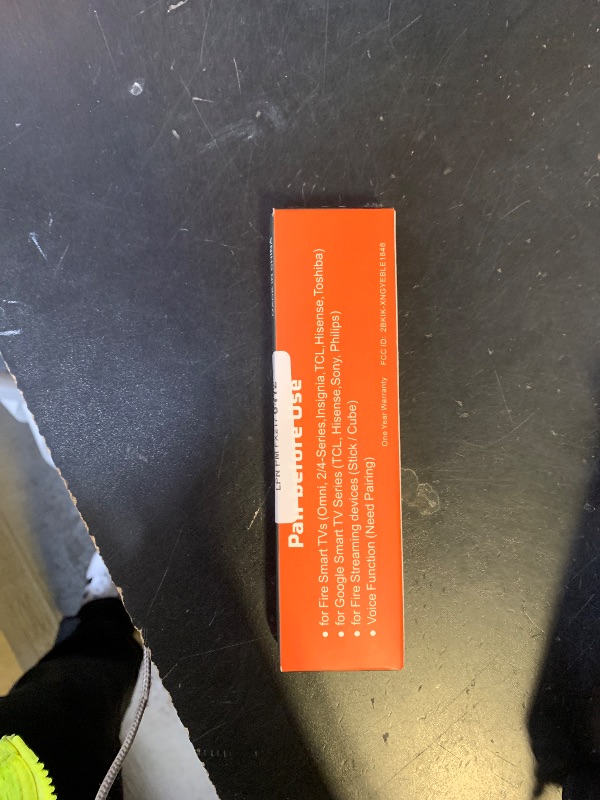 Pair Before Use
• for Fire Smart TVs (Omni, 2/4-Series,Insignia,TCL,Hisense,Toshiba)
• for Google Smart TV Series (TCL, Hisense,Sony, Philips)
• for Fire Streaming devices (Stick / Cube)
• Voice Function (Need Pairing)
One Year Warranty FCC ID: 2BKIK-XNGYEBLE1646